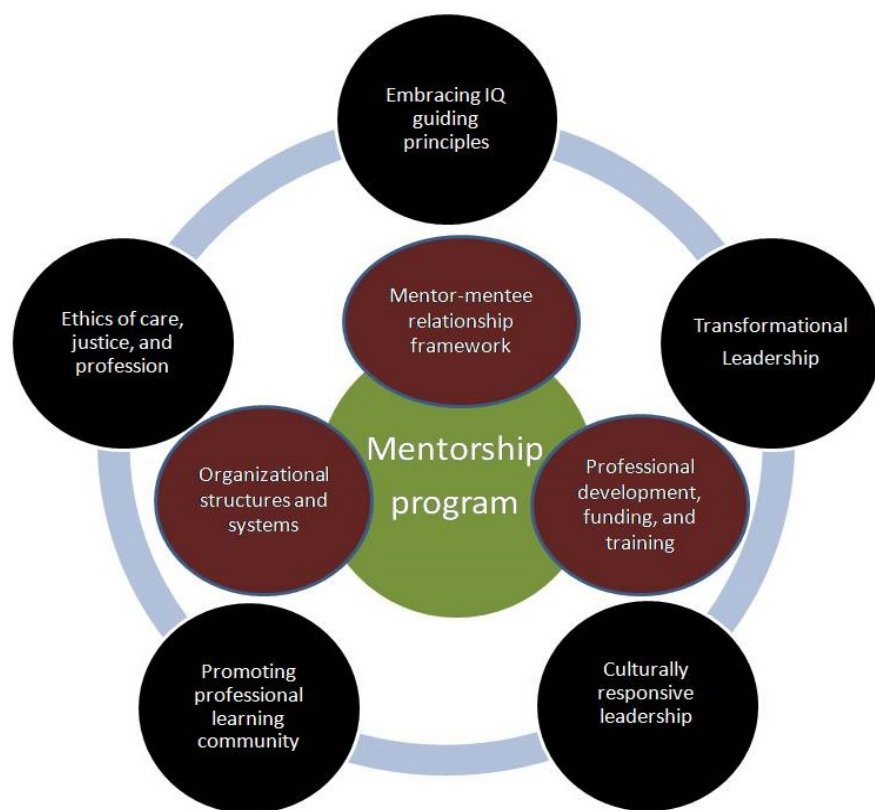 Embracing IQ
guiding
principles
Mentor-mentee
relationship
framework
Ethics of care,
justice, and
profession
Transformational
Leadership
Mentorship
program
Organizational
structures and
systems
Professional
development,
funding, and
training
Promoting
professional
learning
community
Culturally
responsive
leadership